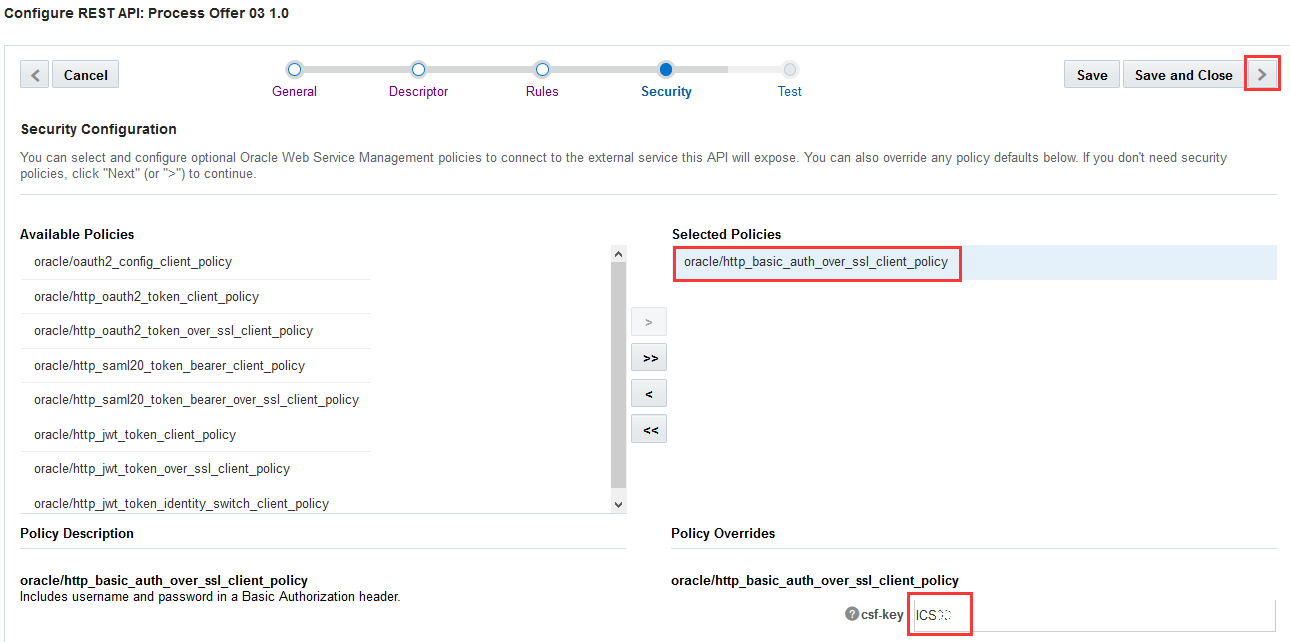 Configure REST API: Process Offer 03 1.0
Cancel
General
Descriptor
Rules
Security
Test
Save
Save and Close
Security Configuration
You can select and configure optional Oracle Web Service Management policies to connect to the external service this API will expose. You can also override any policy defaults below. If you don't need security
policies, click "Next" (or ">") to continue.
Available Policies
oracle/oauth2_config_client_policy
oracle/http_oauth2_token_client_policy
oracle/http_oauth2_token_over_ssl_client_policy
oracle/http_saml20_token_bearer_client_policy
oracle/http_saml20_token_bearer_over_ssl_client_policy
oracle/http_jwt_token_client_policy
oracle/http_jwt_token_over_ssl_client_policy
oracle/http_jwt_token_identity_switch_client_policy
>
>>
<
<<
Selected Policies
oracle/http_basic_auth_over_ssl_client_policy
Policy Description
oracle/http_basic_auth_over_ssl_client_policy
Includes username and password in a Basic Authorization header.
Policy Overrides
oracle/http_basic_auth_over_ssl_client_policy
? csf-key